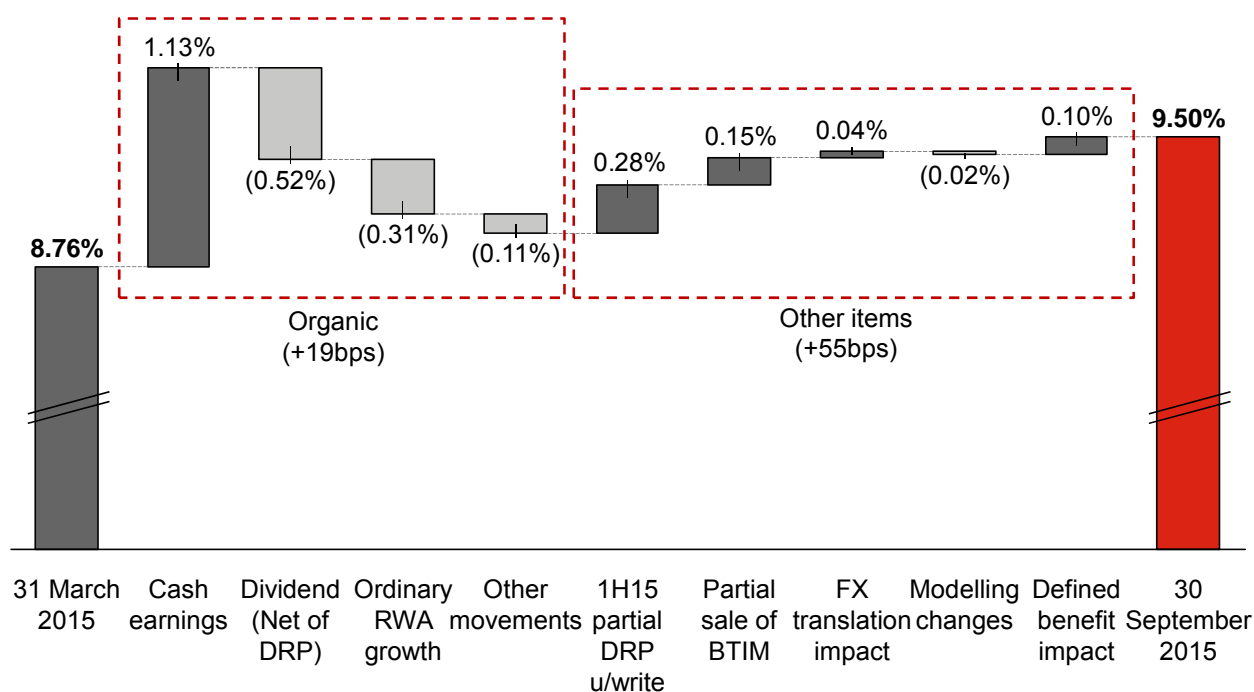 1.13%
(0.52%)
(0.31%)
(0.11%)
0.28%
0.15%
0.04%
(0.02%)
0.10%
8.76%
9.50%
Organic
(+19bps)
Other items
(+55bps)
31 March
2015
Cash
earnings
Dividend
(Net of
DRP)
Ordinary
RWA
growth
Other
movements
1H15
partial
DRP
u/write
Partial
sale of
BTIM
FX
translation
impact
Modelling
changes
Defined
benefit
impact
30
September
2015